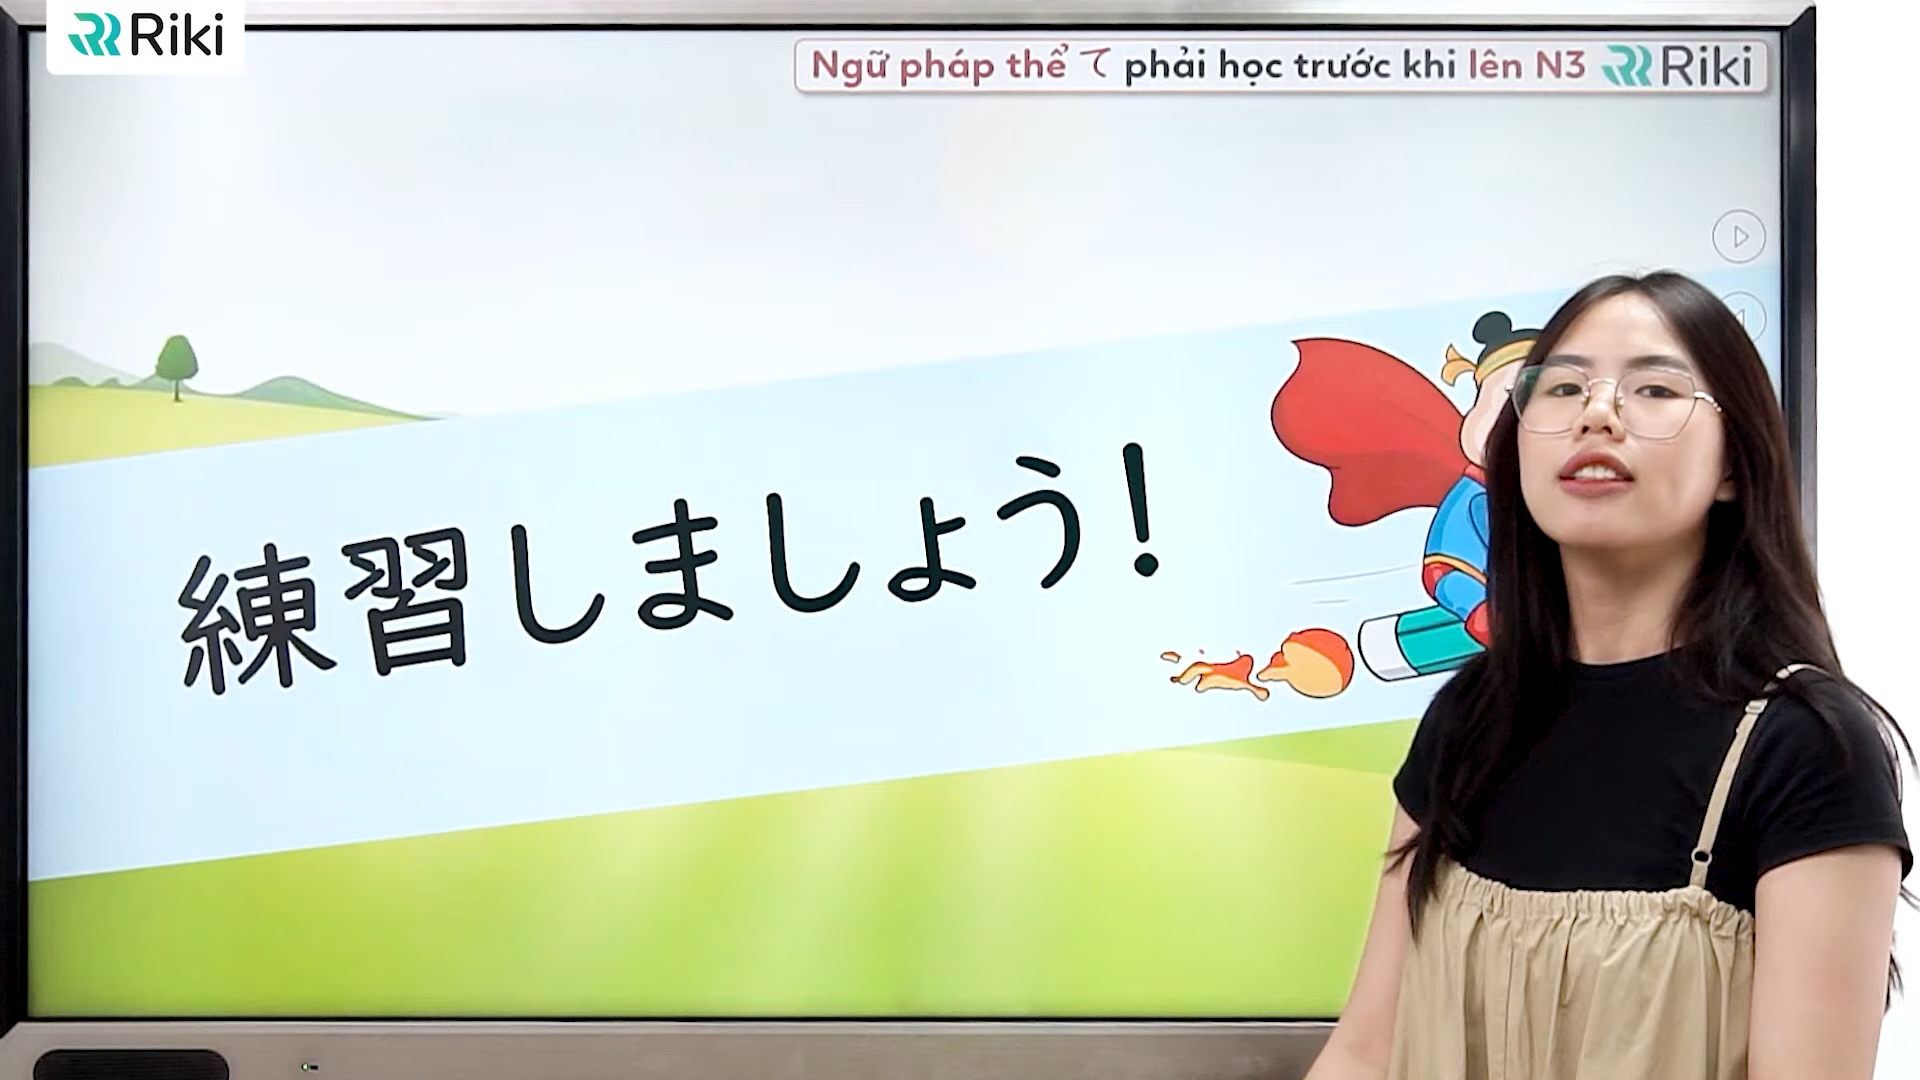 Riki
Ngữ pháp thể て phải học trước khi lên N3 Riki
練習しましょう!